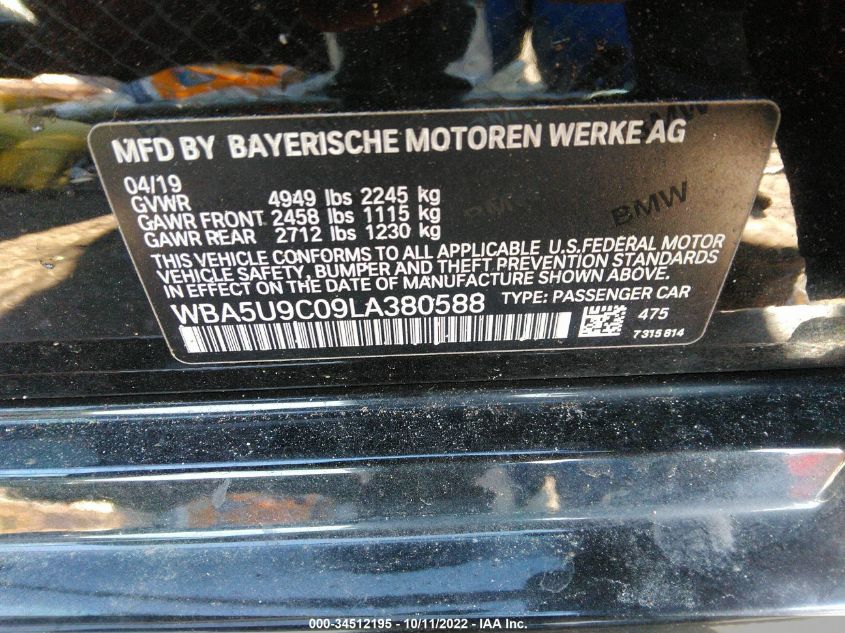 MFD BY BAYERISCHE MOTOREN WERKE AG
04/19
GVWR 4949 lbs 2245 kg
GAWR FRONT 2458 lbs 1115 kg
GAWR REAR 2712 lbs 1230 kg
THIS VEHICLE CONFORMS TO ALL APPLICABLE U.S.FEDERAL MOTOR
VEHICLE SAFETY, BUMPER AND THEFT PREVENTION STANDARDS
IN EFFECT ON THE DATE OF MANUFACTURE SHOWN ABOVE.
WBA5U9C09LA380588 TYPE: PASSENGER CAR
475
7315814
BMW
BMW
BMW
000-34512195 - 10/11/2022 - IAA Inc.